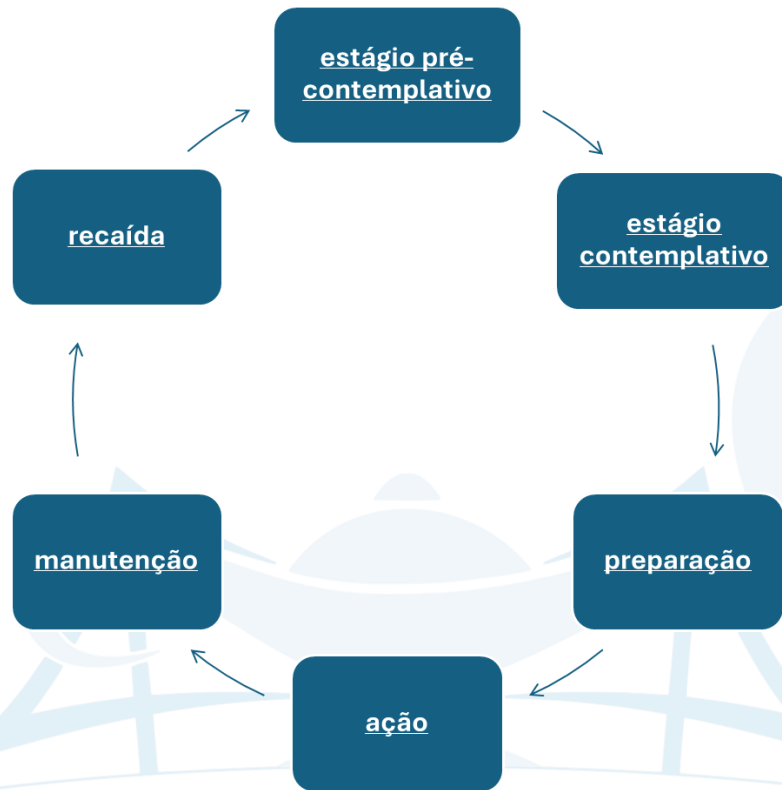 estágio pré-
contemplativo
estágio
contemplativo
preparação
ação
manutenção
recaída